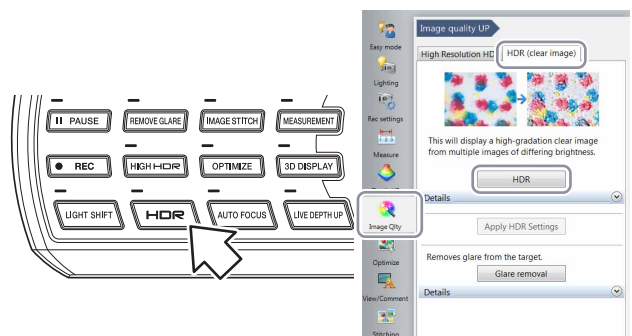 II PAUSE
REMOVE GLARE
IMAGE STITCH
MEASUREMENT
● REC
HIGH HDR
OPTIMIZE
3D DISPLAY
LIGHT SHIFT
HDR
AUTO FOCUS
LIVE DEPTH UP
Easy mode
Lighting
Rec settings
Measure
Image Qlty
Optimize
View/Comment
Stitching
Image quality UP
High Resolution HD
HDR (clear image)
This will display a high-gradation clear image
from multiple images of differing brightness.
HDR
Details
Apply HDR Settings
Removes glare from the target.
Glare removal
Details